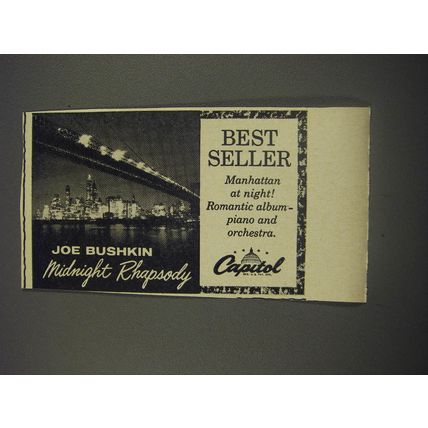 JOE BUSHKIN
Midnight Rhapsody
BEST
SELLER
Manhattan
at night!
Romantic album–
piano and
orchestra.
Capitol